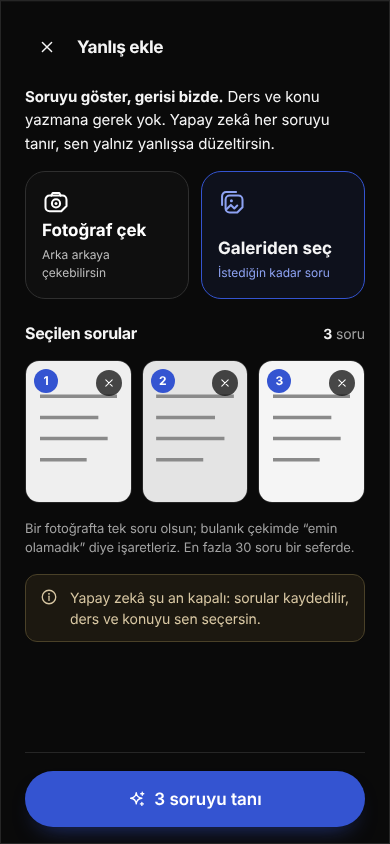 Yanlış ekle
Soruyu göster, gerisi bizde. Ders ve konu
yazmana gerek yok. Yapay zekâ her soruyu
tanır, sen yalnız yanlışsa düzeltirsin.
Fotoğraf çek
Arka arkaya
çekebilirsin
Galeriden seç
İstediğin kadar soru
Seçilen sorular
3 soru
1
2
3
Bir fotoğrafta tek soru olsun; bulanık çekimde “emin
olamadık” diye işaretleriz. En fazla 30 soru bir seferde.
Yapay zekâ şu an kapalı: sorular kaydedilir,
ders ve konuyu sen seçersin.
3 soruyu tanı